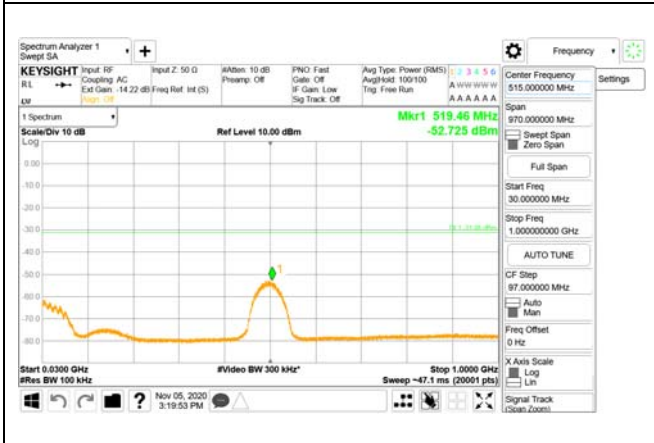 Spectrum Analyzer 1
Swept SA
Frequency
KEYSIGHT
Input: RF
Input Z: 50 Ω
#Atten: 10 dB
PNO: Fast
Avg Type: Power (RMS)
1 2 3 4 5 6
RL
Coupling: AC
Preamp: Off
Gate: Off
Avg|Hold: 100/100
A W W W W W
Ext Gain: -14.22 dB
Freq Ref: Int (S)
IF Gain: Low
Trig: Free Run
Align: Off
Sig Track: Off
A A A A A A
Center Frequency
515.000000 MHz
Settings
Span
970.000000 MHz
Swept Span
Zero Span
Full Span
Start Freq
30.000000 MHz
Stop Freq
1.000000000 GHz
AUTO TUNE
CF Step
97.000000 MHz
Auto
Man
Freq Offset
0 Hz
X Axis Scale
Log
Lin
Signal Track
(Span Zoom)
1 Spectrum
Mkr1 519.46 MHz
Scale/Div 10 dB
Ref Level 10.00 dBm
-52.725 dBm
Log
0.00
-10.0
-20.0
-30.0
-40.0
-50.0
1
-60.0
-70.0
-80.0
Start 0.0300 GHz
#Video BW 300 kHz*
Stop 1.0000 GHz
#Res BW 100 kHz
Sweep ~47.1 ms (20001 pts)
?
Nov 05, 2020
3:19:53 PM